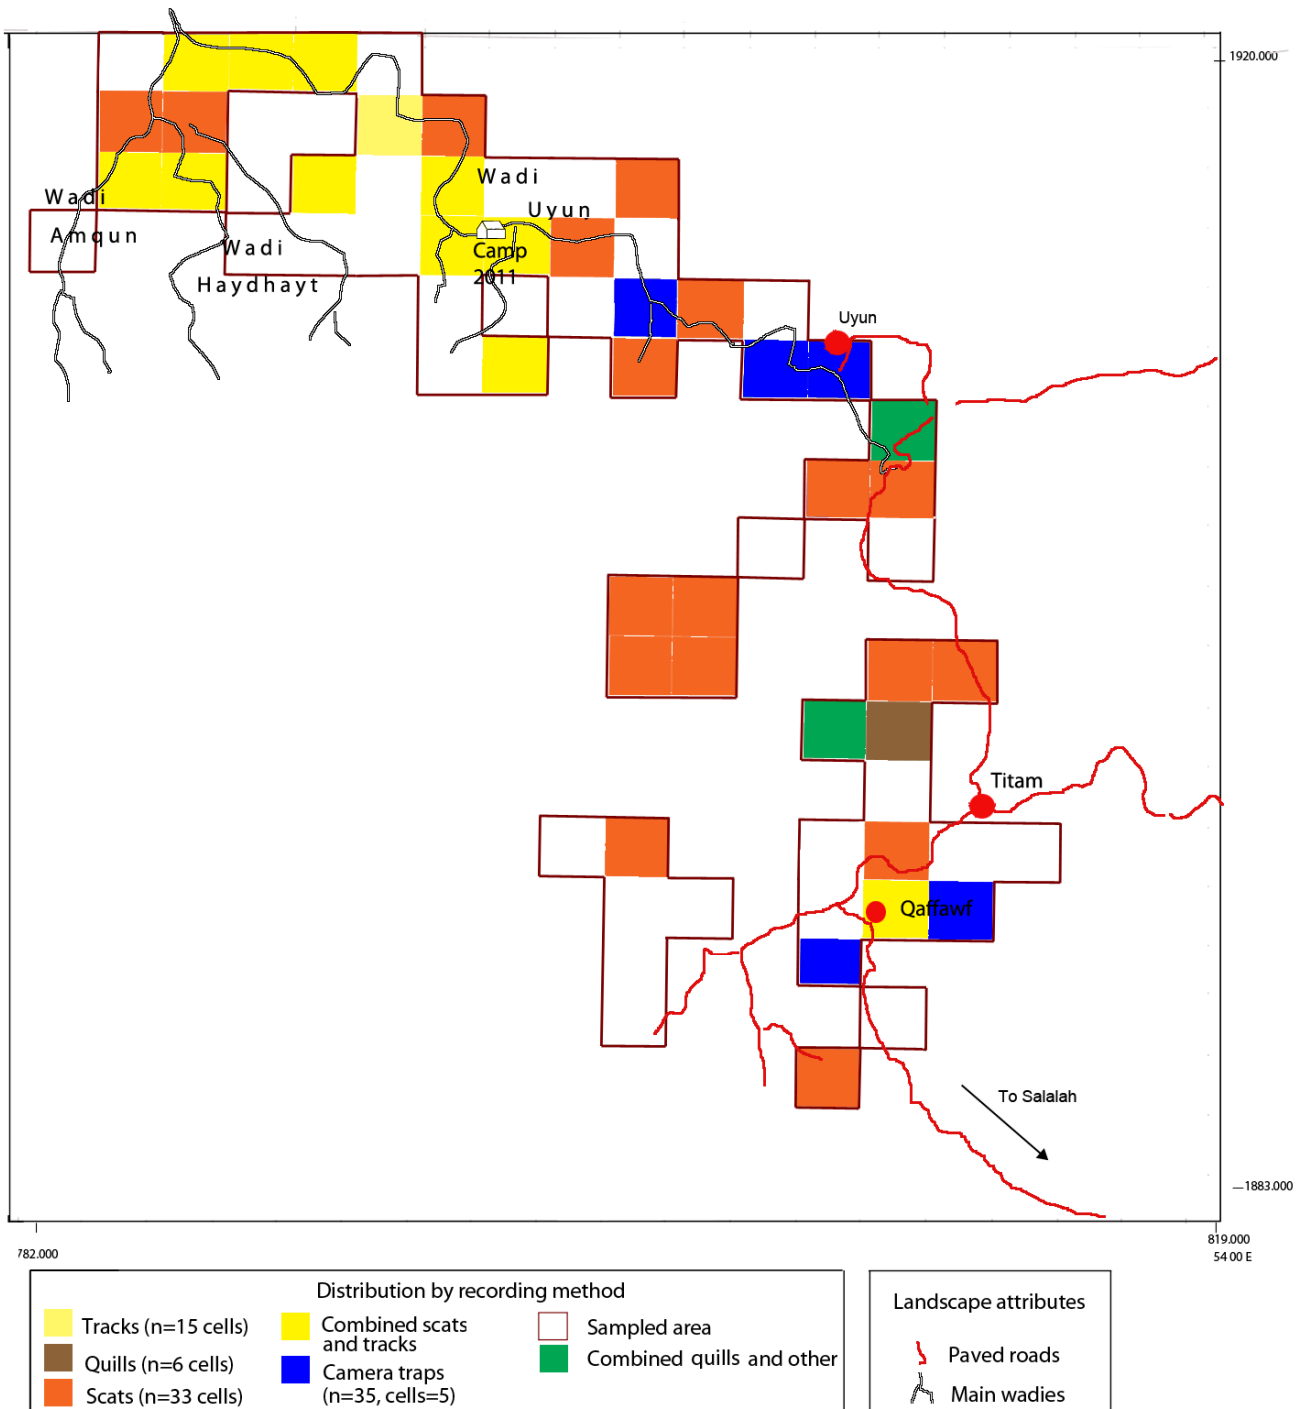 1920.000
Wadi
Uyun
Wadi
Amqun
Wadi
Haydhayt
Camp
2011
Uyun
Titam
Qaffawf
To Salalah
1883.000
782.000
819.000
54 00 E
Distribution by recording method
Tracks (n=15 cells)
Quills (n=6 cells)
Scats (n=33 cells)
Combined scats
and tracks
Camera traps
(n=35, cells=5)
Sampled area
Combined quills and other
Landscape attributes
Paved roads
Main wadies